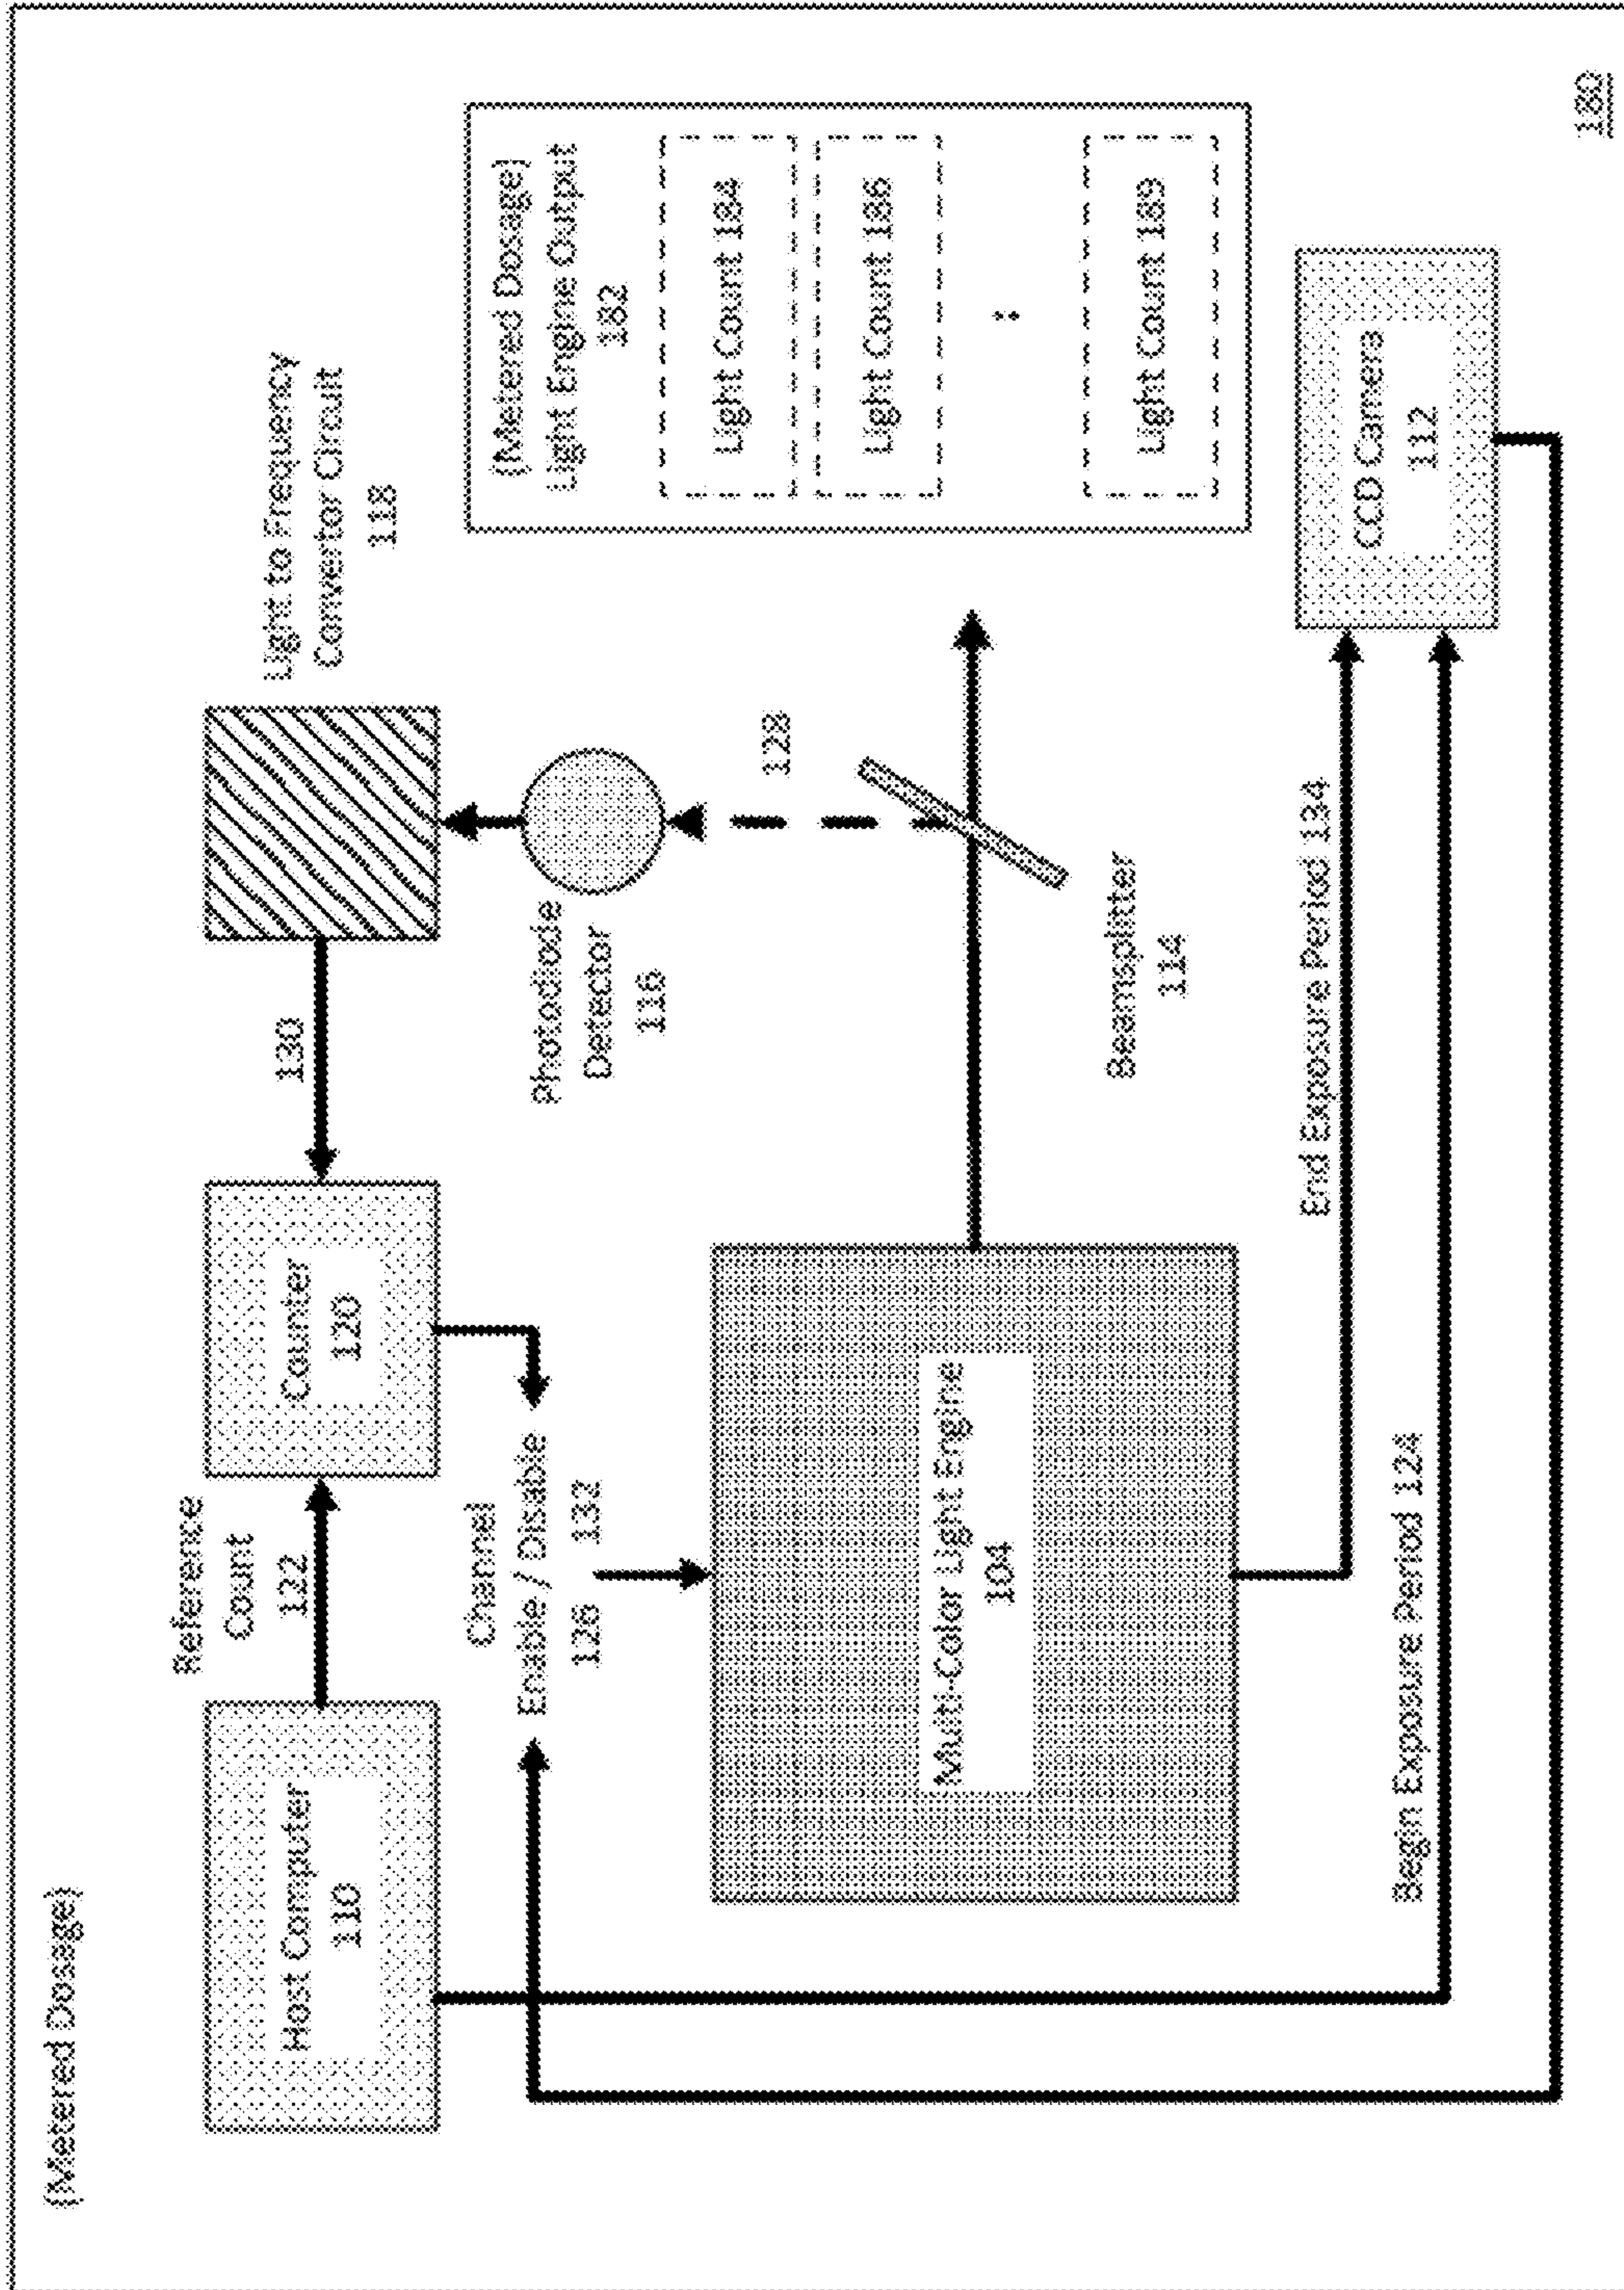 (Metered Dosage)
Host Computer
110
Reference
Count
122
Counter
120
130
Light to Frequency
Convertor Circuit
118
Channel
Enable / Disable
126 132
Photodiode
Detector
116
128
(Metered Dosage)
Light Engine Output
182
Light Count 184
Light Count 186
:
Light Count 189
Multi-Color Light Engine
104
Beamsplitter
114
End Exposure Period 134
Begin Exposure Period 124
CCD Camera
112
180